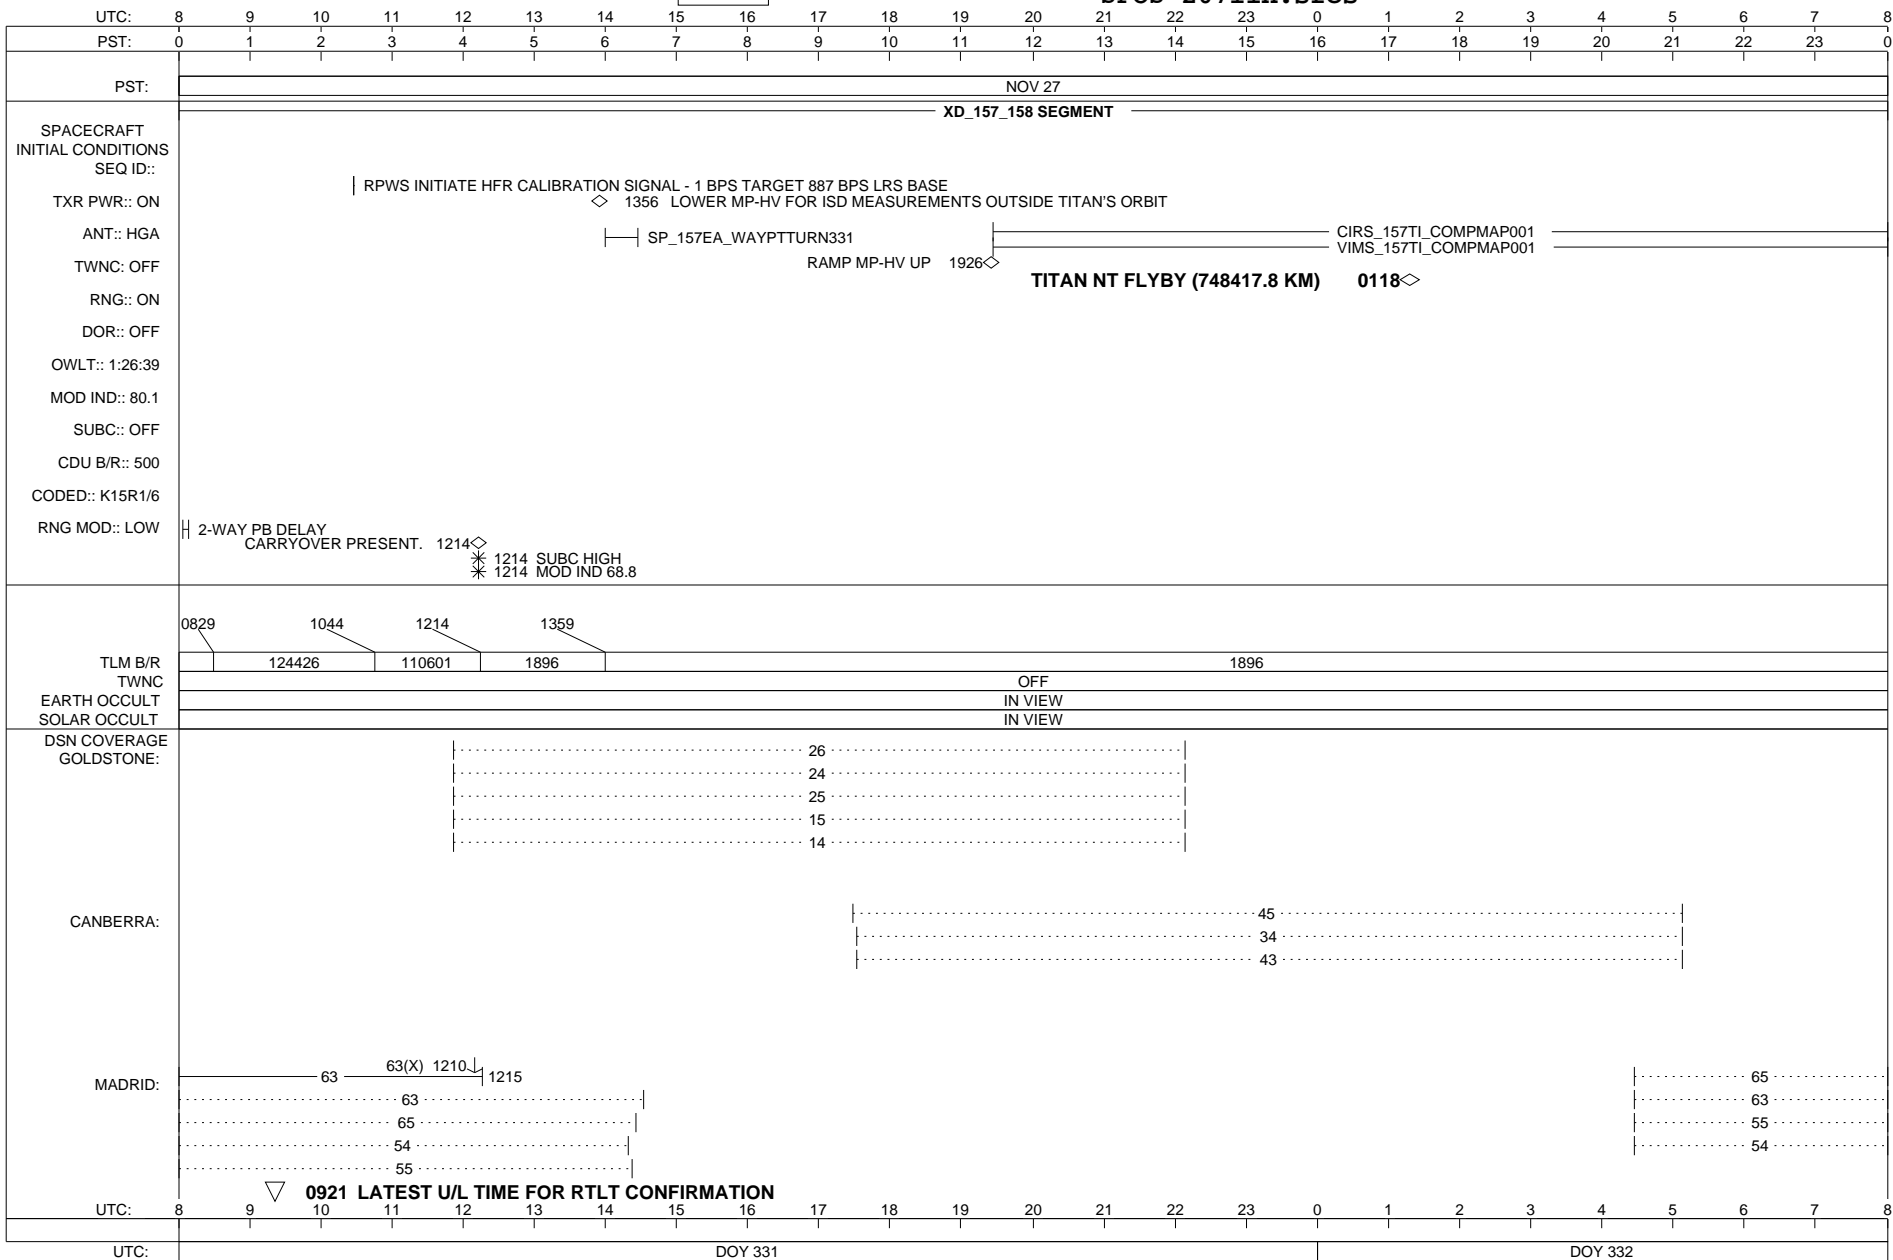 UTC: 8 9 10 11 12 13 14 15 16 17 18 19 20 21 22 23 0 1 2 3 4 5 6 7 8
PST: 0 1 2 3 4 5 6 7 8 9 10 11 12 13 14 15 16 17 18 19 20 21 22 23 0
PST: NOV 27
XD_157_158 SEGMENT
SPACECRAFT
INITIAL CONDITIONS
SEQ ID::
RPWS INITIATE HFR CALIBRATION SIGNAL - 1 BPS TARGET 887 BPS LRS BASE
TXR PWR:: ON
1356 LOWER MP-HV FOR ISD MEASUREMENTS OUTSIDE TITAN'S ORBIT
ANT:: HGA
SP_157EA_WAYPTTURN331
CIRS_157TI_COMPMAP001
VIMS_157TI_COMPMAP001
TWNC: OFF
RAMP MP-HV UP 1926
TITAN NT FLYBY (748417.8 KM) 0118
RNG:: ON
DOR:: OFF
OWLT:: 1:26:39
MOD IND:: 80.1
SUBC:: OFF
CDU B/R:: 500
CODED:: K15R1/6
RNG MOD:: LOW
2-WAY PB DELAY
CARRYOVER PRESENT. 1214
1214 SUBC HIGH
1214 MOD IND 68.8
0829 1044 1214 1359
TLM B/R 124426 110601 1896 1896
TWNC OFF
EARTH OCCULT IN VIEW
SOLAR OCCULT IN VIEW
DSN COVERAGE
GOLDSTONE:
26
24
25
15
14
CANBERRA:
45
34
43
MADRID:
63(X) 1210
63 1215 65
63 63
65 55
54 54
55
0921 LATEST U/L TIME FOR RTLT CONFIRMATION
UTC: 8 9 10 11 12 13 14 15 16 17 18 19 20 21 22 23 0 1 2 3 4 5 6 7 8
UTC: DOY 331 DOY 332